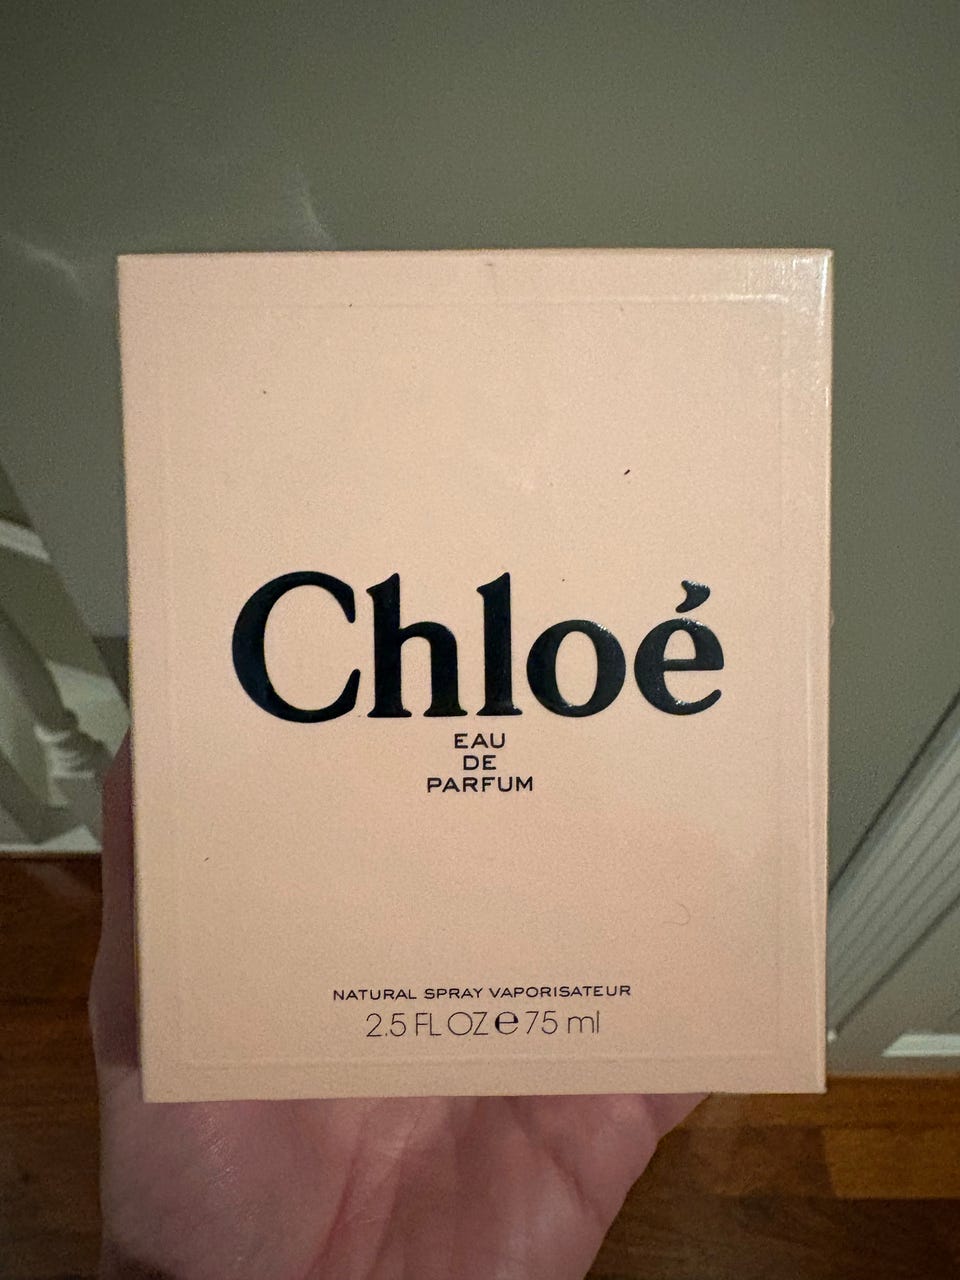 Chloé
EAU
DE
PARFUM
NATURAL SPRAY VAPORISATEUR
2.5 FL OZ ℮ 75 ml